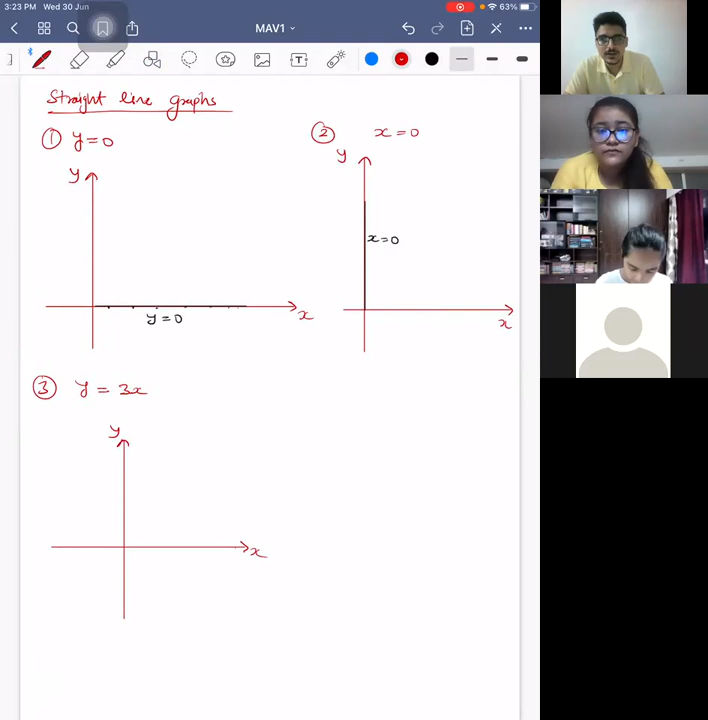 3:23 PM Wed 30 Jun
63%
MAV1
T
Straight line graphs
① y=0
② x=0
y
y
x=0
y=0
x
x
③ y = 3x
y
x